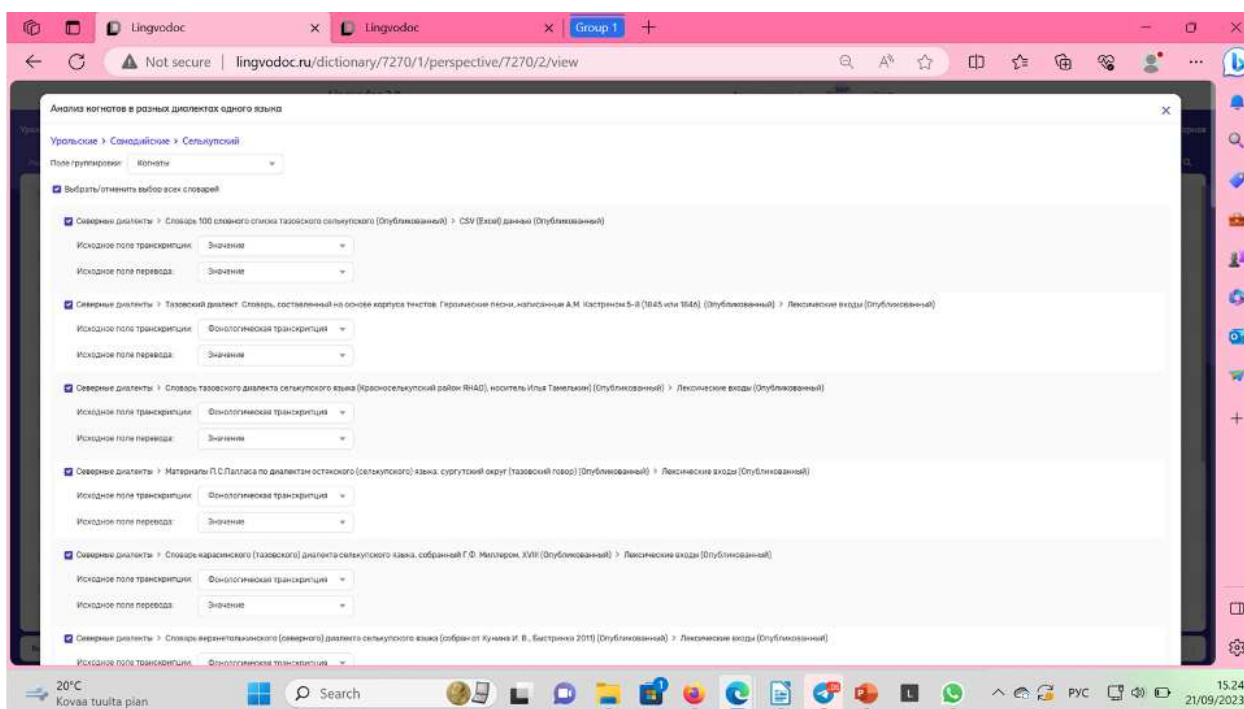 Lingvodoc
Lingvodoc
Group 1
Not secure | lingvodoc.ru/dictionary/7270/1/perspective/7270/2/view
Анализ когнатов в разных диалектах одного языка
Уральские > Самодийские > Селькупский
Поле группировки: Когнаты
Выбрать/отменить выбор всех словарей
Северные диалекты > Словарь 100 словного списка тазовского селькупского (Опубликованный) > CSV (Excel) данные (Опубликованный)
Исходное поле транскрипции: Значение
Исходное поле перевода: Значение
Северные диалекты > Тазовский диалект. Словарь, составленный на основе корпуса текстов. Героические песни, написанные А.М. Кастреном 5-8 (1845 или 1846). (Опубликованный) > Лексические входы (Опубликованный)
Исходное поле транскрипции: Фонологическая транскрипция
Исходное поле перевода: Значение
Северные диалекты > Словарь тазовского диалекта селькупского языка (Красноселькупский район ЯНАО), носитель Илья Тамелькин) (Опубликованный) > Лексические входы (Опубликованный)
Исходное поле транскрипции: Фонологическая транскрипция
Исходное поле перевода: Значение
Северные диалекты > Материалы П.С.Палласа по диалектам остякского (селькупского) языка: сургутский округ (тазовский говор) (Опубликованный) > Лексические входы (Опубликованный)
Исходное поле транскрипции: Фонологическая транскрипция
Исходное поле перевода: Значение
Северные диалекты > Словарь карасинского (тазовского) диалекта селькупского языка, собранный Г.Ф. Миллером, XVIII (Опубликованный) > Лексические входы (Опубликованный)
Исходное поле транскрипции: Фонологическая транскрипция
Исходное поле перевода: Значение
Северные диалекты > Словарь верхнетолькинского (северного) диалекта селькупского языка (собран от Кунина И. В., Быстринка 2011) (Опубликованный) > Лексические входы (Опубликованный)
Исходное поле транскрипции: Фонологическая транскрипция
20°C
Kovaa tuulta pian
Search
РУС
15.24
21/09/2023